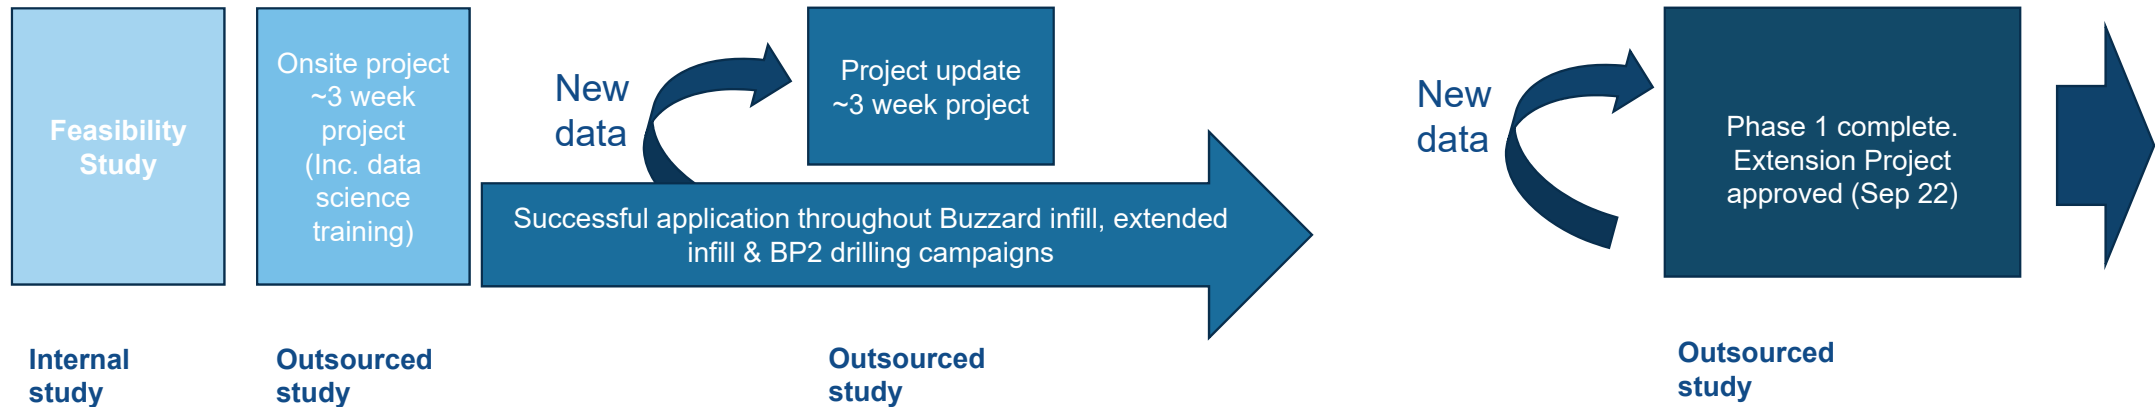 Feasibility
Study
Onsite project
~3 week
project
(Inc. data
science
training)
New
data
Project update
~3 week project
Successful application throughout Buzzard infill, extended
infill & BP2 drilling campaigns
New
data
Phase 1 complete.
Extension Project
approved (Sep 22)
Internal
study
Outsourced
study
Outsourced
study
Outsourced
study